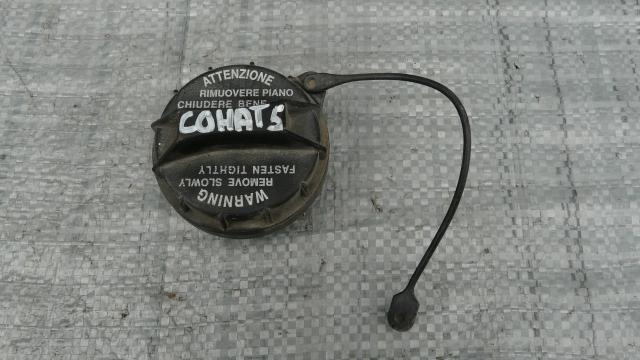 ATTENZIONE
RIMUOVERE PIANO
CHIUDERE BENE
COHAT5
FASTEN TIGHTLY
REMOVE SLOWLY
WARNING